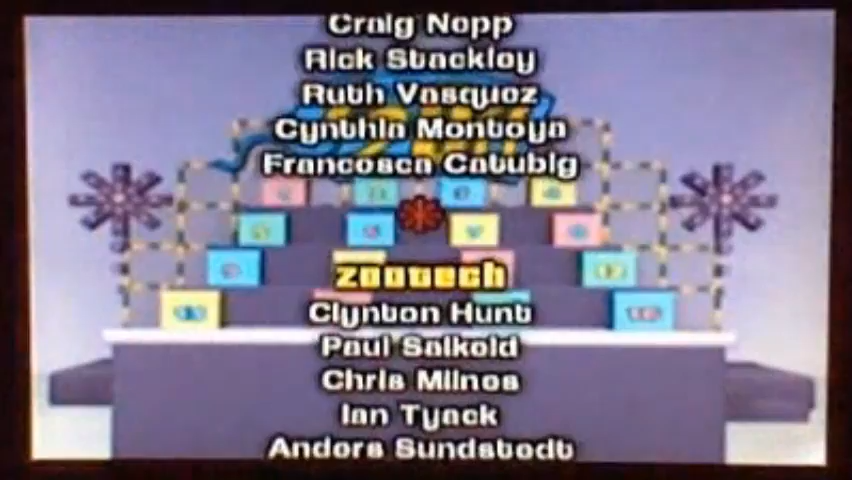 Craig Nopp
Rick Stackley
Ruth Vasquez
Cynthia Montoya
Francesca Catubig
zootech
Clynton Hunt
Paul Salkeld
Chris Milnes
Ian Tyack
Anders Sundstedt